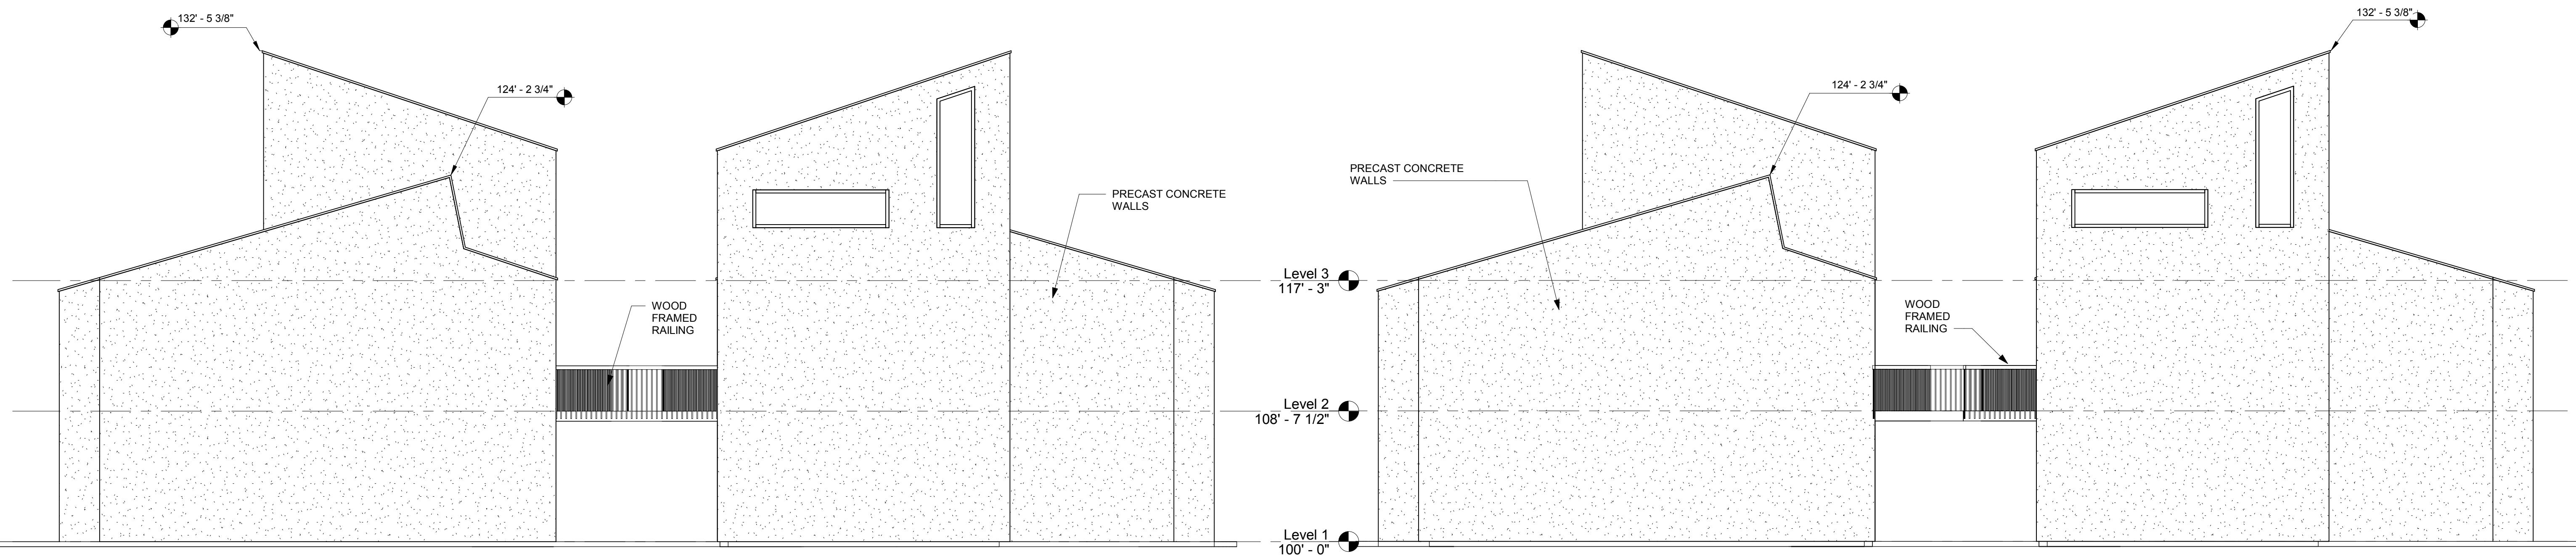 132' - 5 3/8"
124' - 2 3/4"
PRECAST CONCRETE
WALLS
WOOD
FRAMED
RAILING
Level 3
117' - 3"
Level 2
108' - 7 1/2"
Level 1
100' - 0"
PRECAST CONCRETE
WALLS
124' - 2 3/4"
WOOD
FRAMED
RAILING
132' - 5 3/8"